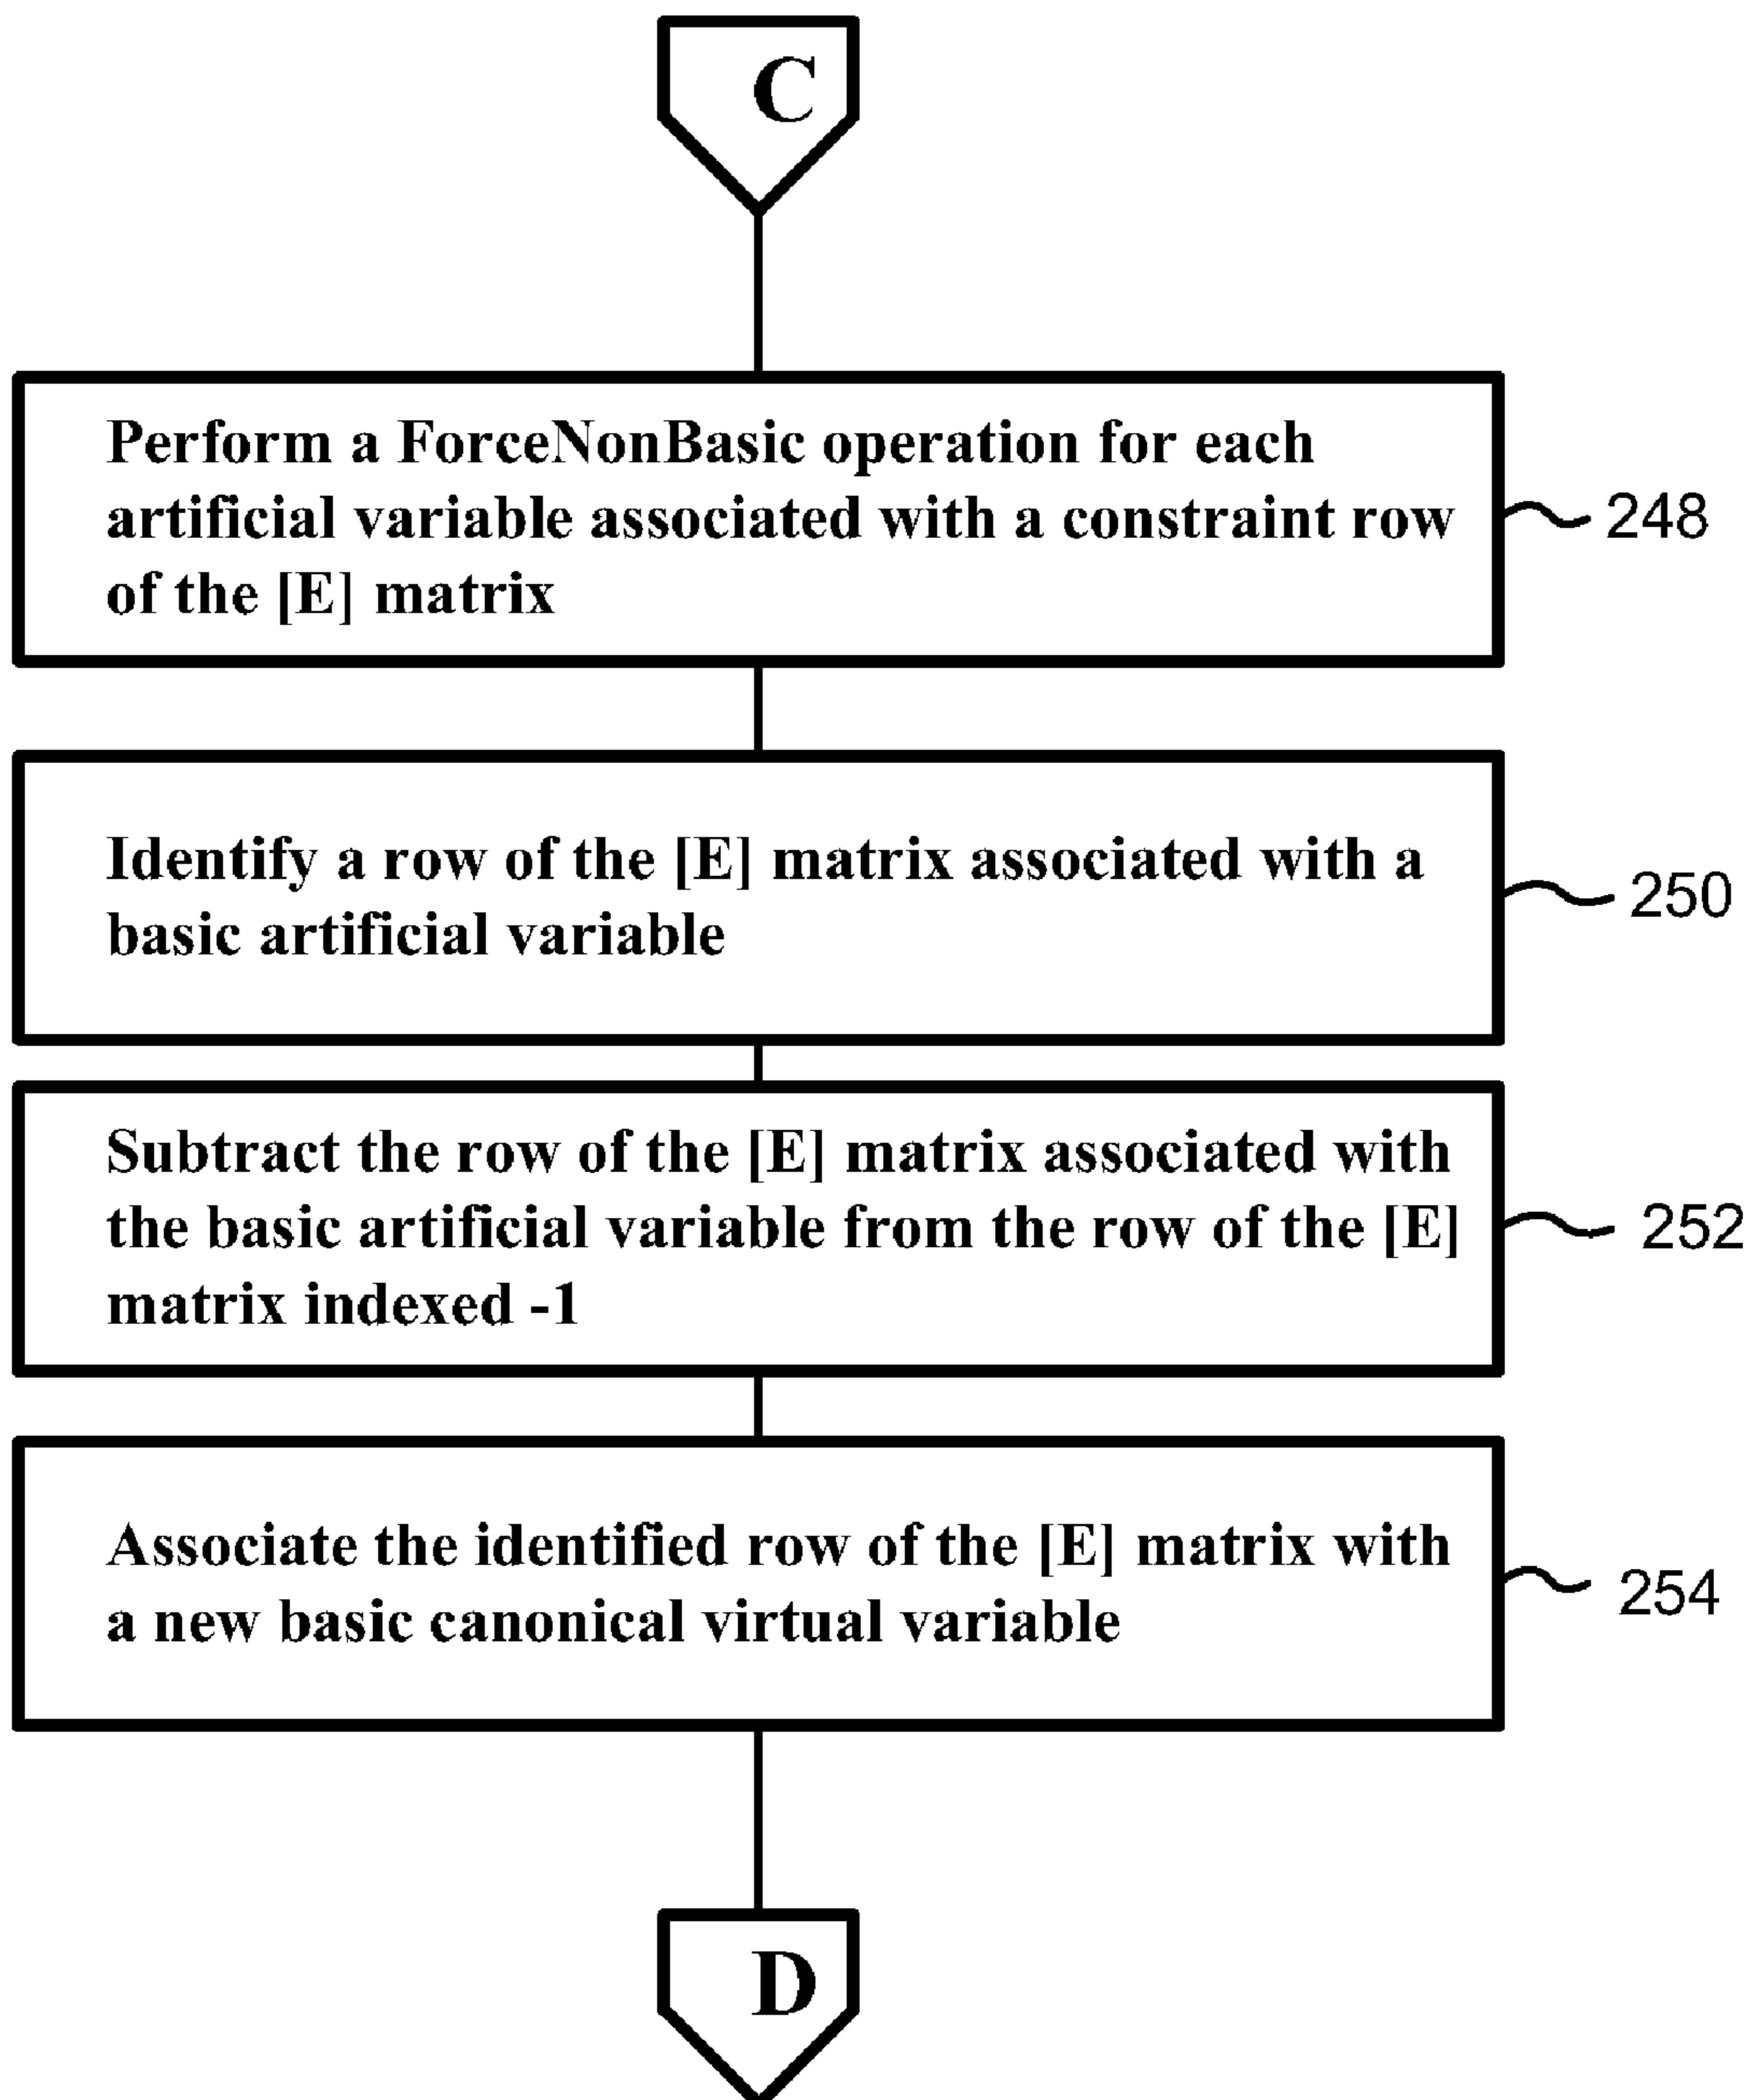 C
Perform a ForceNonBasic operation for each
artificial variable associated with a constraint row
of the [E] matrix
248
Identify a row of the [E] matrix associated with a
basic artificial variable
250
Subtract the row of the [E] matrix associated with
the basic artificial variable from the row of the [E]
matrix indexed -1
252
Associate the identified row of the [E] matrix with
a new basic canonical virtual variable
254
D